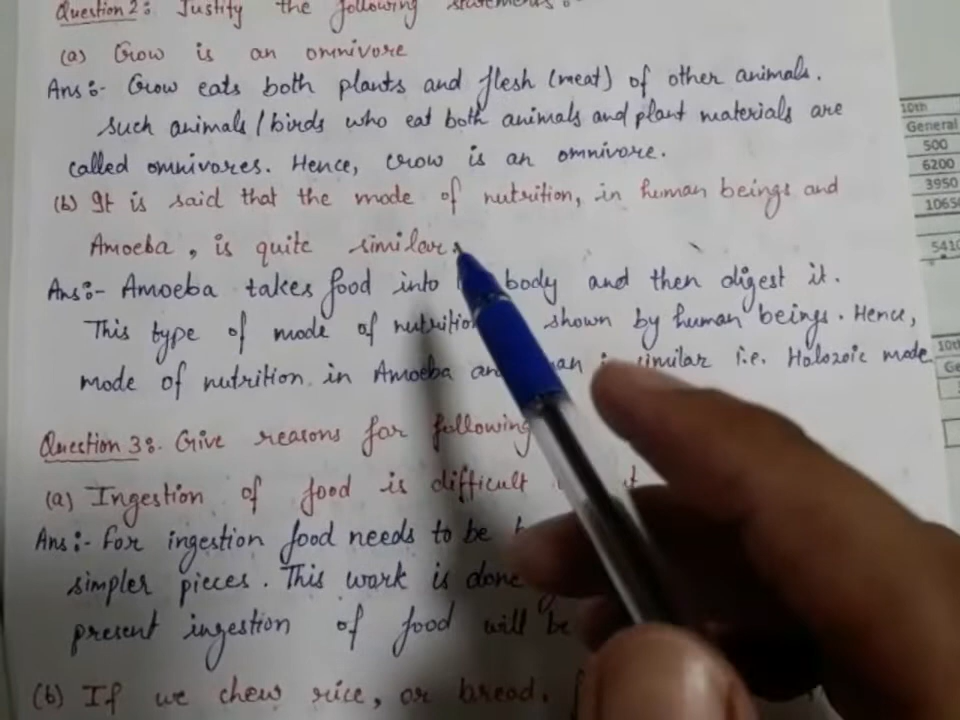 Question 2:- Justify the following statements:-
(a) Crow is an omnivore
Ans:- Crow eats both plants and flesh (meat) of other animals.
such animals/birds who eat both animals and plant materials are
called omnivores. Hence, crow is an omnivore.
(b) It is said that the mode of nutrition, in human beings and
Amoeba, is quite similar.
Ans:- Amoeba takes food into body and then digest it.
This type of mode of nutrition shown by human beings. Hence,
mode of nutrition in Amoeba and similar i.e. Holozoic mode
Question 3:- Give reasons for following
(a) Ingestion of food is difficult
Ans:- For ingestion food needs to be
simpler pieces. This work is done
present ingestion of food will be
(b) If we chew rice, or bread.
10th
General
500
6200
3950
1065
5410
10th
Ge